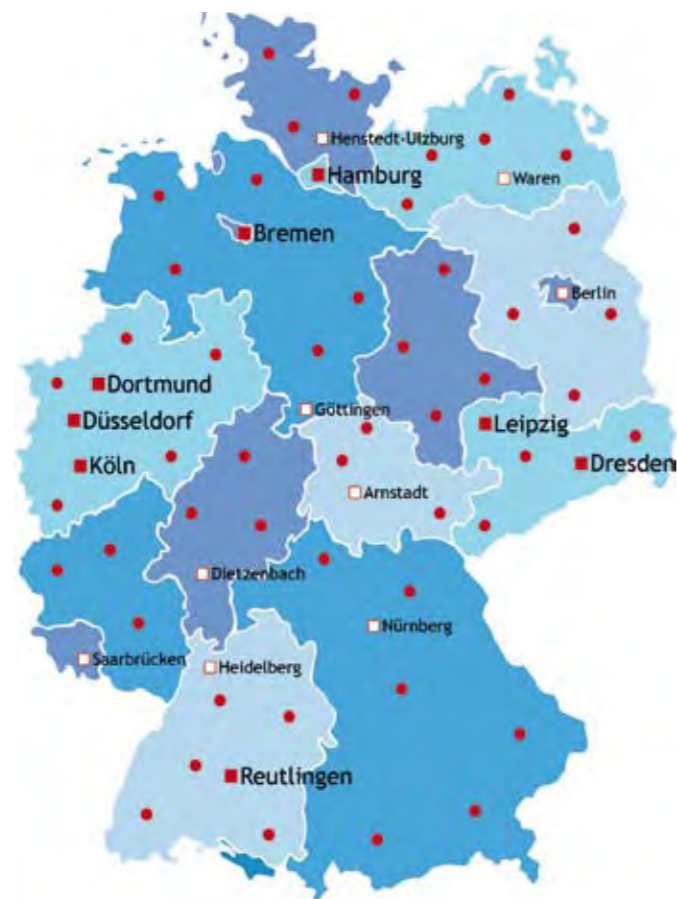 Henstedt-Ulzburg
Hamburg
Waren
Bremen
Berlin
Dortmund
Göttingen
Düsseldorf
Leipzig
Köln
Dresden
Arnstadt
Dietzenbach
Nürnberg
Saarbrücken
Heidelberg
Reutlingen